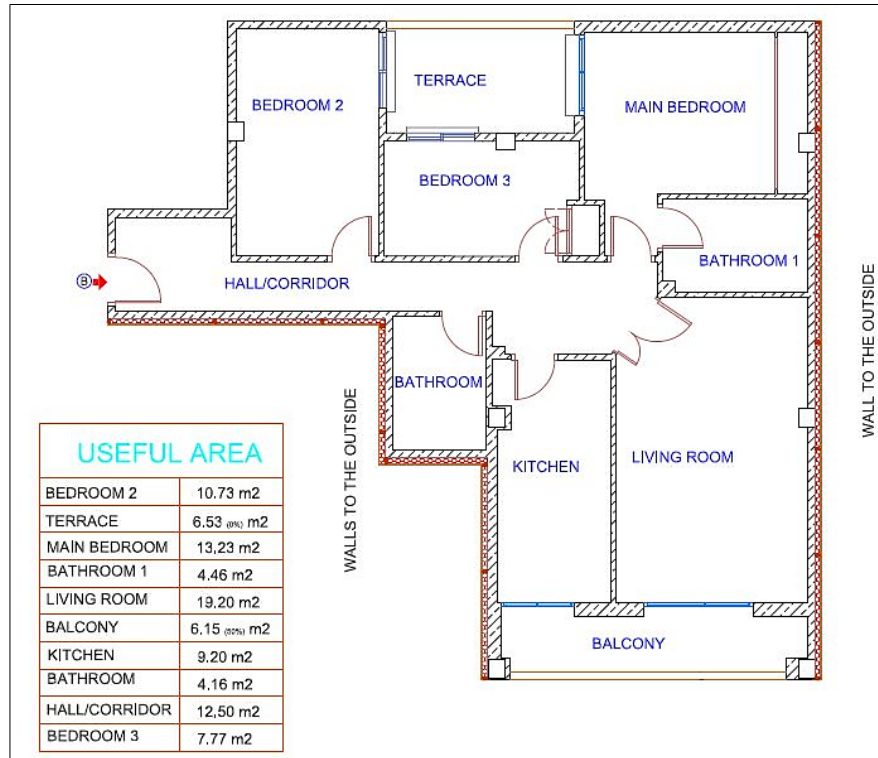 TERRACE
BEDROOM 2
MAIN BEDROOM
BEDROOM 3
BATHROOM 1
B
HALL/CORRIDOR
WALL TO THE OUTSIDE
BATHROOM
WALLS TO THE OUTSIDE
KITCHEN
LIVING ROOM
BALCONY
USEFUL AREA
BEDROOM 2 10.73 m2
TERRACE 6.53 (0%) m2
MAIN BEDROOM 13,23 m2
BATHROOM 1 4.46 m2
LIVING ROOM 19.20 m2
BALCONY 6.15 (50%) m2
KITCHEN 9.20 m2
BATHROOM 4.16 m2
HALL/CORRIDOR 12,50 m2
BEDROOM 3 7.77 m2